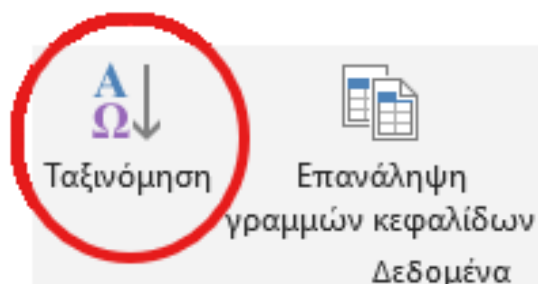 Α
Ω
Ταξινόμηση
Επανάληψη
γραμμών κεφαλίδων
Δεδομένα